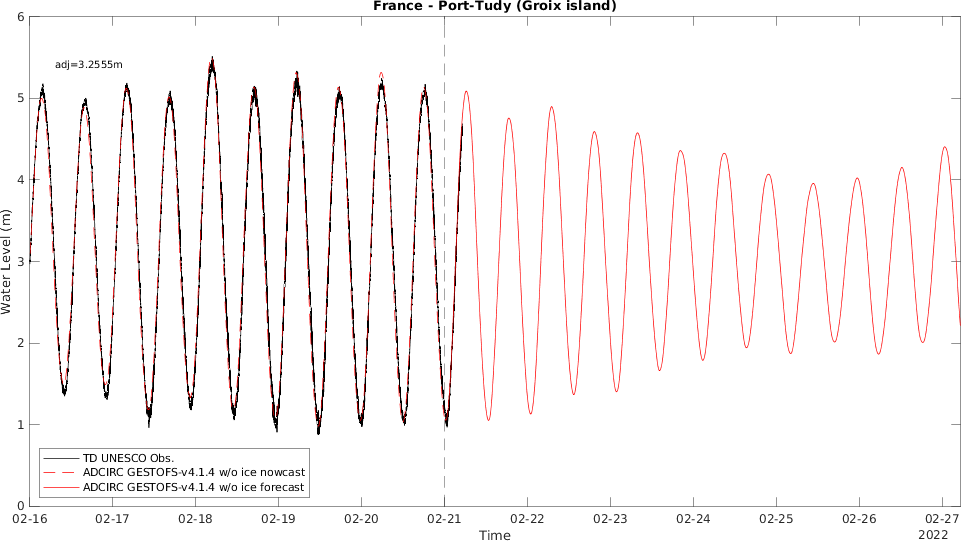 France - Port-Tudy (Groix island)
6
adj=3.2555m
5
4
3
2
1
0
Water Level (m)
TD UNESCO Obs.
ADCIRC GESTOFS-v4.1.4 w/o ice nowcast
ADCIRC GESTOFS-v4.1.4 w/o ice forecast
02-16 02-17 02-18 02-19 02-20 02-21 02-22 02-23 02-24 02-25 02-26 02-27
Time
2022